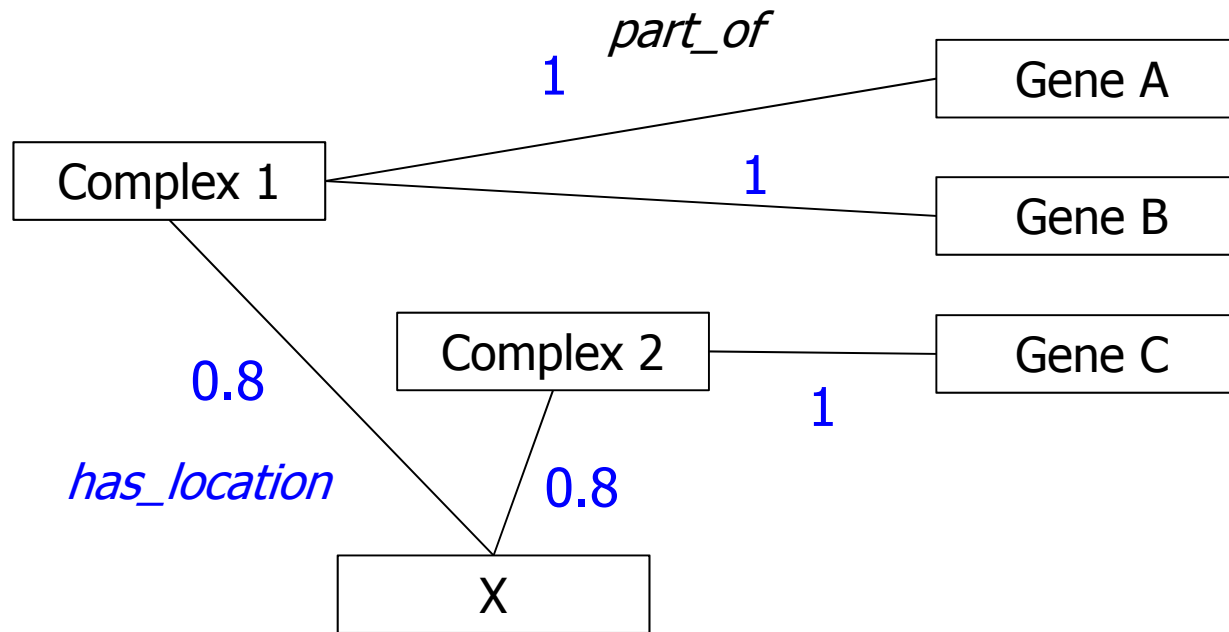 part_of
1
Gene A
Complex 1
1
Gene B
Complex 2
Gene C
0.8
1
has_location
0.8
X